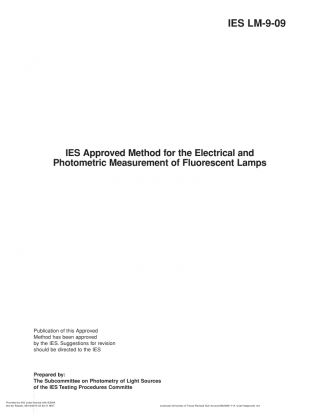 IES LM-9-09
IES Approved Method for the Electrical and
Photometric Measurement of Fluorescent Lamps
Publication of this Approved
Method has been approved
by the IES. Suggestions for revision
should be directed to the IES
Prepared by:
The Subcommittee on Photometry of Light Sources
of the IES Testing Procedures Committe